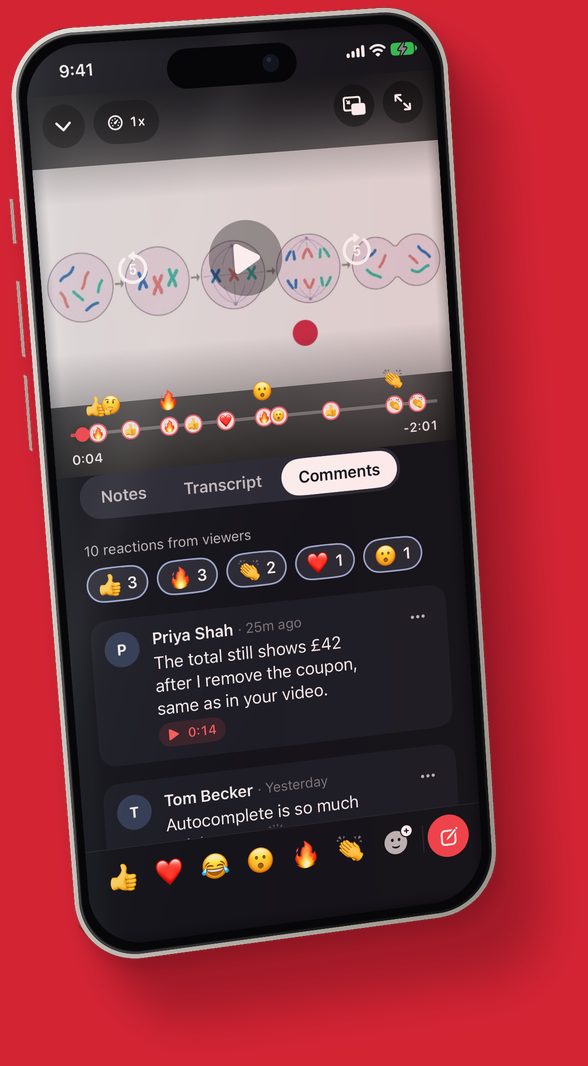 9:41
1x
5
5
0:04
-2:01
Notes
Transcript
Comments
10 reactions from viewers
👍 3
🔥 3
👏 2
❤️ 1
😮 1
P
Priya Shah · 25m ago
The total still shows £42
after I remove the coupon,
same as in your video.
0:14
T
Tom Becker · Yesterday
Autocomplete is so much